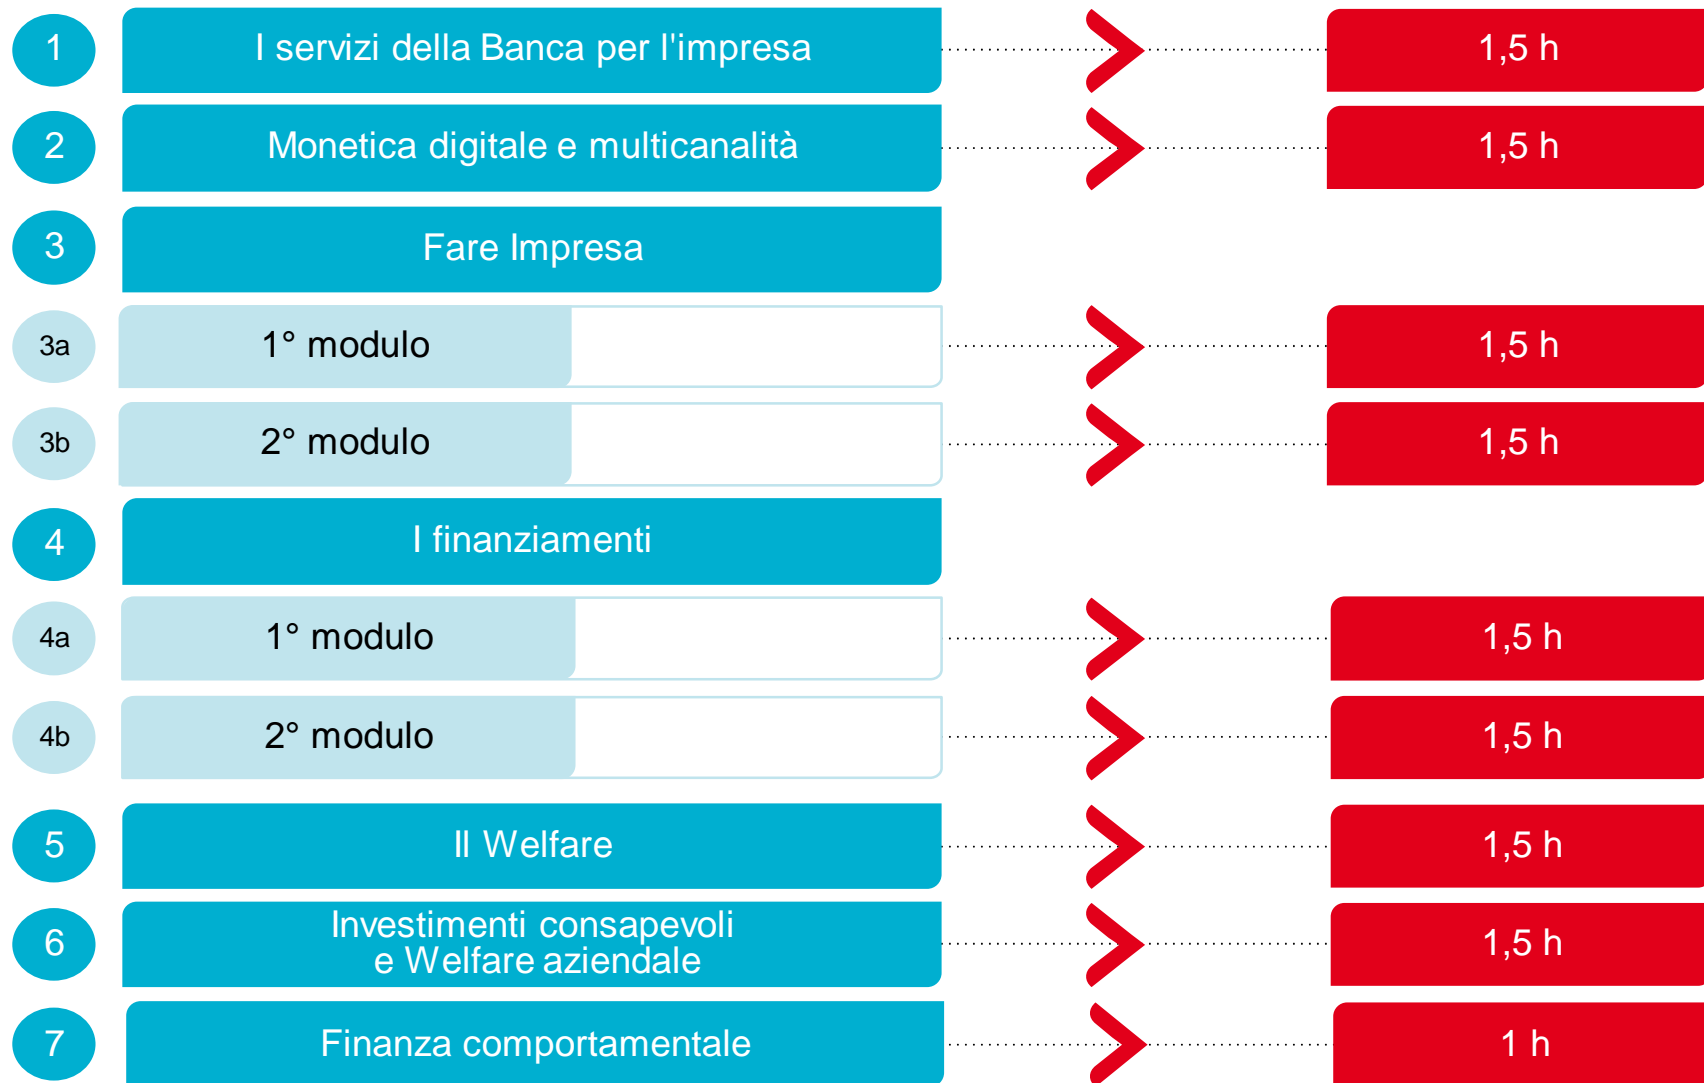 1 I servizi della Banca per l'impresa 1,5 h
2 Monetica digitale e multicanalità 1,5 h
3 Fare Impresa
3a 1° modulo 1,5 h
3b 2° modulo 1,5 h
4 I finanziamenti
4a 1° modulo 1,5 h
4b 2° modulo 1,5 h
5 Il Welfare 1,5 h
6 Investimenti consapevoli
e Welfare aziendale 1,5 h
7 Finanza comportamentale 1 h